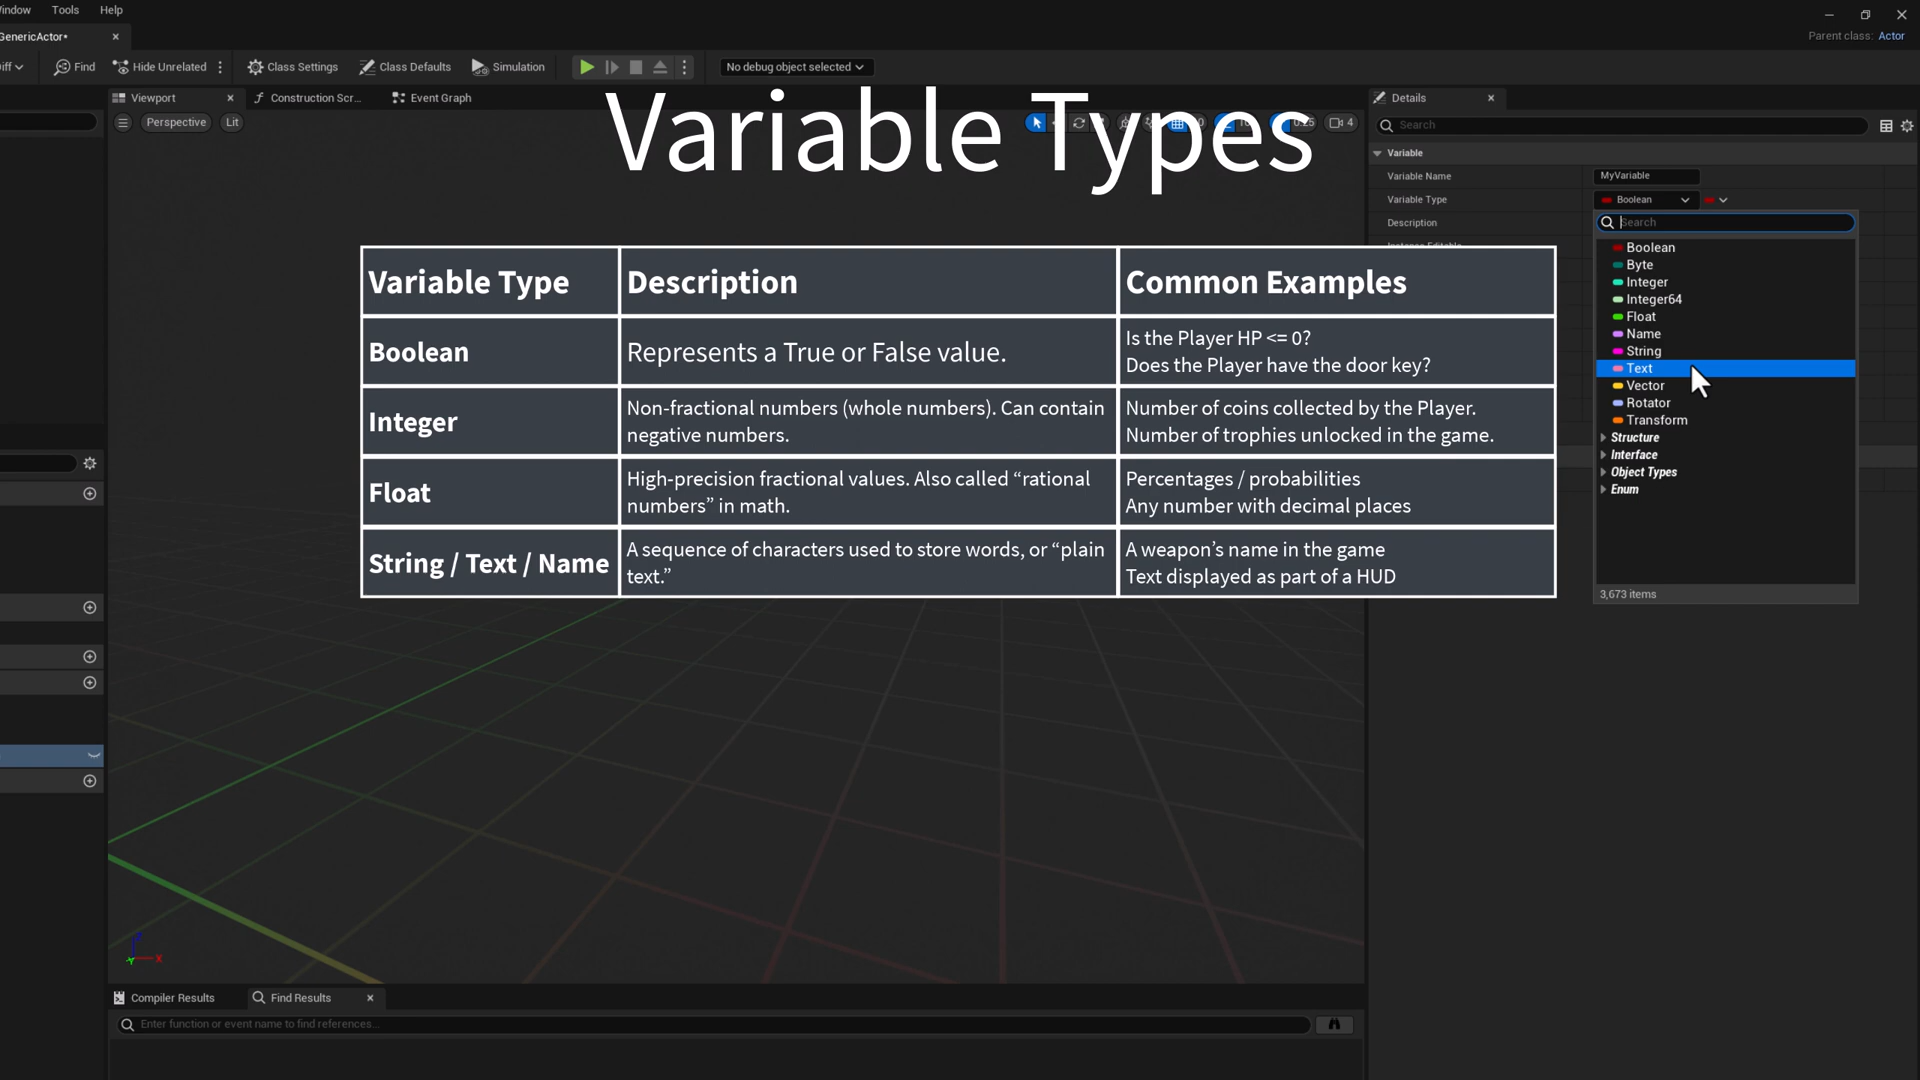 indow Tools Help
GenericActor•
Parent class: Actor
iff Find Hide Unrelated Class Settings Class Defaults Simulation No debug object selected
Viewport Construction Scr... Event Graph
Details
Perspective Lit
4
Search
Variable Types
Variable
Variable Name MyVariable
Variable Type Boolean
Description
Search
Variable Type Description Common Examples
Boolean
Represents a True or False value.
Is the Player HP <= 0?
Does the Player have the door key?
Integer
Non-fractional numbers (whole numbers). Can contain
negative numbers.
Number of coins collected by the Player.
Number of trophies unlocked in the game.
Float
High-precision fractional values. Also called “rational
numbers” in math.
Percentages / probabilities
Any number with decimal places
String / Text / Name
A sequence of characters used to store words, or “plain
text.”
A weapon’s name in the game
Text displayed as part of a HUD
Boolean
Byte
Integer
Integer64
Float
Name
String
Text
Vector
Rotator
Transform
Structure
Interface
Object Types
Enum
3,673 items
X
Compiler Results Find Results
Enter function or event name to find references...